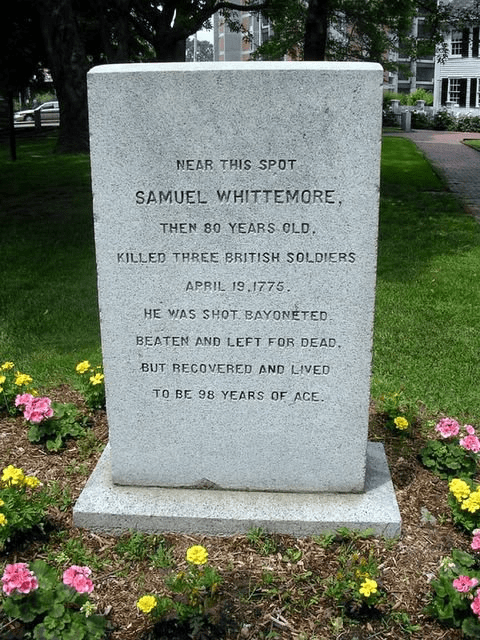 NEAR THIS SPOT
SAMUEL WHITTEMORE,
THEN 80 YEARS OLD,
KILLED THREE BRITISH SOLDIERS
APRIL 19, 1775.
HE WAS SHOT, BAYONETED,
BEATEN AND LEFT FOR DEAD,
BUT RECOVERED AND LIVED
TO BE 98 YEARS OF AGE.